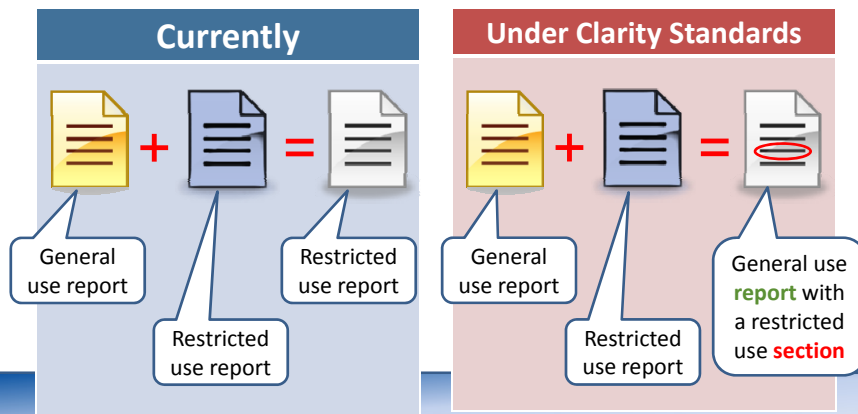 Currently
+
=
General
use report
Restricted
use report
Restricted
use report
Under Clarity Standards
+
=
General
use report
Restricted
use report
General use
report with
a restricted
use section